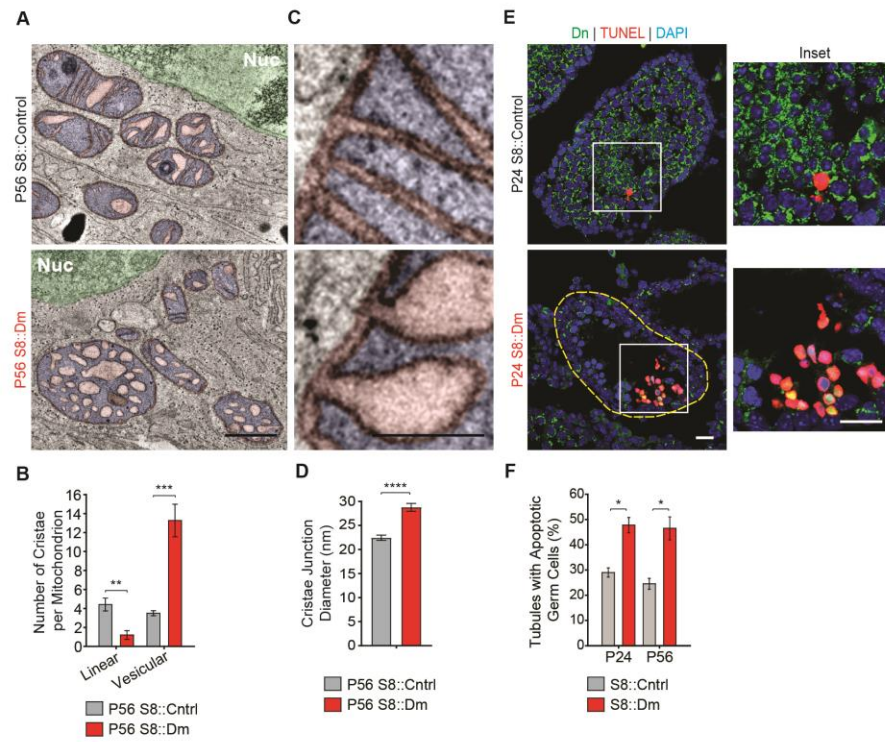 A
C
E
Dn | TUNEL | DAPI
Inset
P56 S8::Control
Nuc
P24 S8::Control
P56 S8::Dm
Nuc
P24 S8::Dm
B
Number of Cristae
per Mitochondrion
16
14
12
10
8
6
4
2
0
**
***
Linear
Vesicular
P56 S8::Cntrl
P56 S8::Dm
D
Cristae Junction
Diameter (nm)
30
25
20
15
10
5
0
****
P56 S8::Cntrl
P56 S8::Dm
F
Tubules with Apoptotic
Germ Cells (%)
60
50
40
30
20
10
0
*
*
P24
P56
S8::Cntrl
S8::Dm